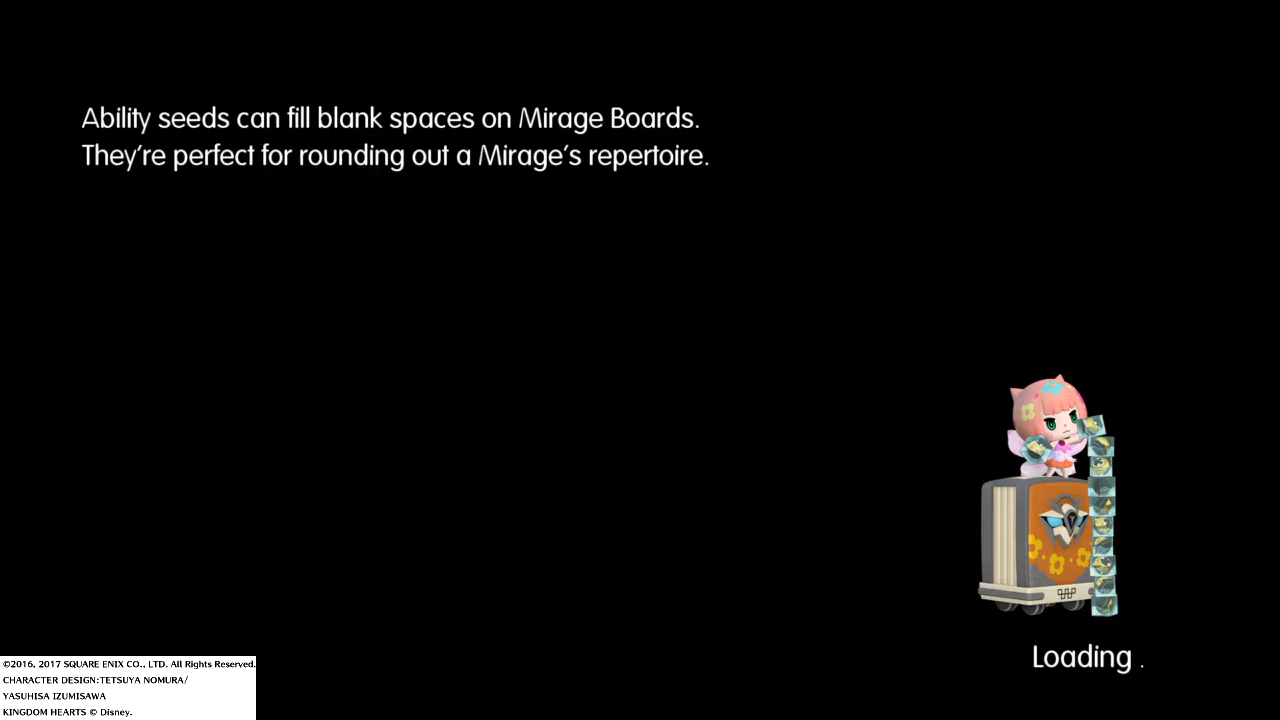 Ability seeds can fill blank spaces on Mirage Boards.
They're perfect for rounding out a Mirage's repertoire.
Loading .
©2016, 2017 SQUARE ENIX CO., LTD. All Rights Reserved.
CHARACTER DESIGN:TETSUYA NOMURA/
YASUHISA IZUMISAWA
KINGDOM HEARTS © Disney.